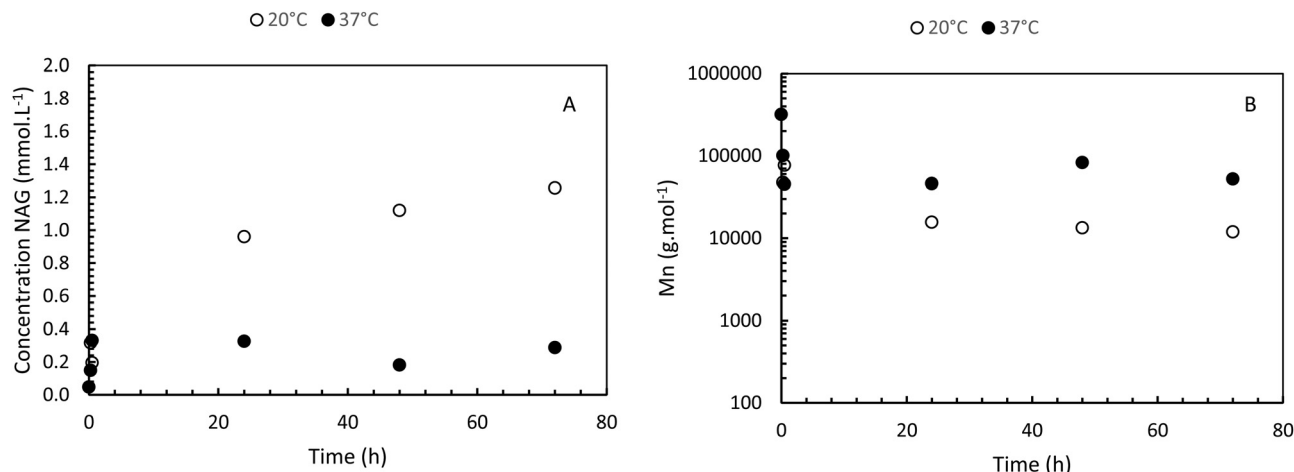 20°C 37°C
2.0
1.8
1.6
1.4
1.2
1.0
0.8
0.6
0.4
0.2
0.0
Concentration NAG (mmol.L⁻¹)
A
0 20 40 60 80
Time (h)
20°C 37°C
1000000
100000
10000
1000
100
Mn (g.mol⁻¹)
B
0 20 40 60 80
Time (h)